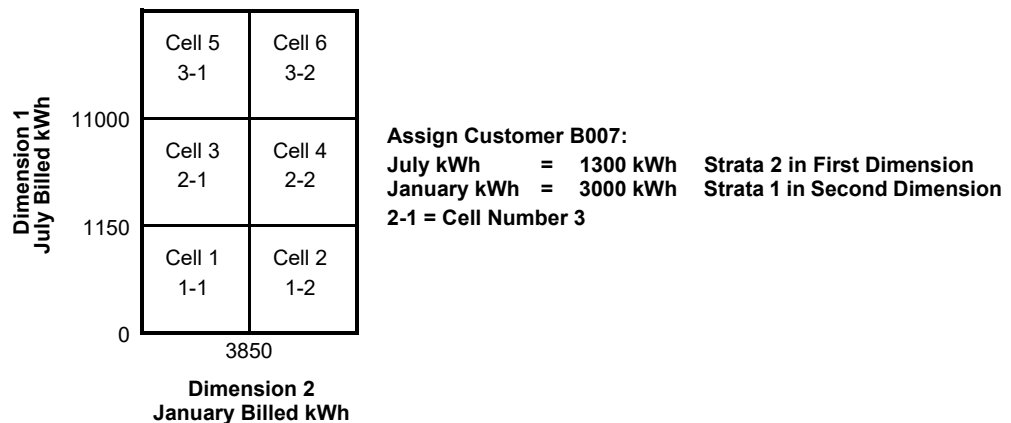 Dimension 1
July Billed kWh
11000
1150
0
Cell 5
3-1
Cell 6
3-2
Cell 3
2-1
Cell 4
2-2
Cell 1
1-1
Cell 2
1-2
3850
Dimension 2
January Billed kWh
Assign Customer B007:
July kWh = 1300 kWh Strata 2 in First Dimension
January kWh = 3000 kWh Strata 1 in Second Dimension
2-1 = Cell Number 3